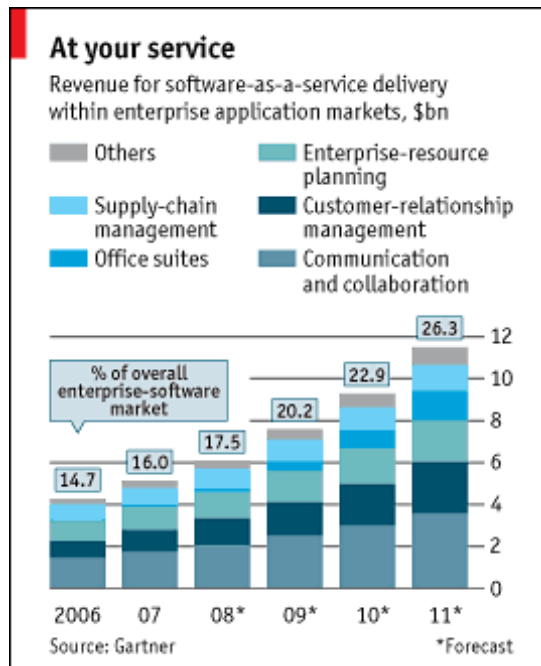 At your service
Revenue for software-as-a-service delivery
within enterprise application markets, $bn
Others
Enterprise-resource
planning
Supply-chain
management
Customer-relationship
management
Office suites
Communication
and collaboration
% of overall
enterprise-software
market
14.7
16.0
17.5
20.2
22.9
26.3
12
10
8
6
4
2
0
2006 07 08* 09* 10* 11*
Source: Gartner *Forecast